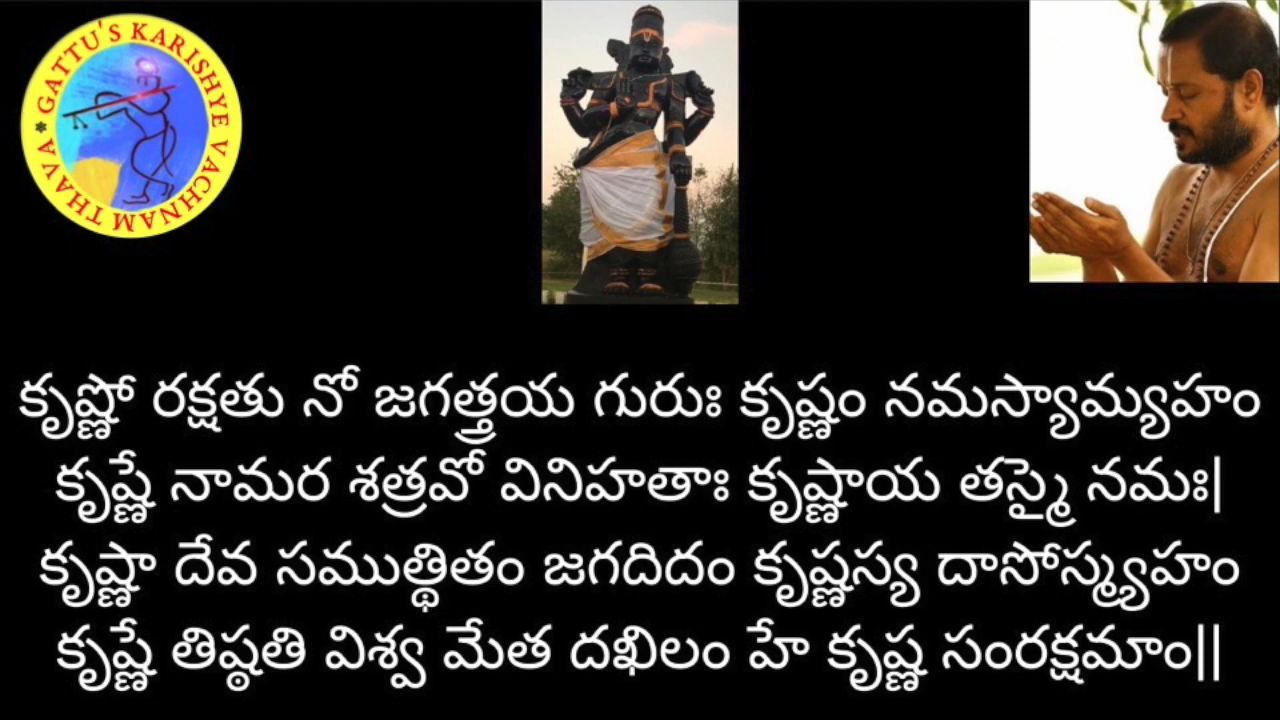 GATTU'S KARISHYE VACHNAM THAVA *
కృష్ణో రక్షతు నో జగత్త్రయ గురుః కృష్ణం నమస్యామ్యహం
కృష్ణే నామర శత్రవో వినిహతాః కృష్ణాయ తస్మై నమః|
కృష్ణా దేవ సముత్థితం జగదిదం కృష్ణస్య దాసోస్మ్యహం
కృష్ణే తిష్ఠతి విశ్వ మేత దఖిలం హే కృష్ణ సంరక్షమాం||